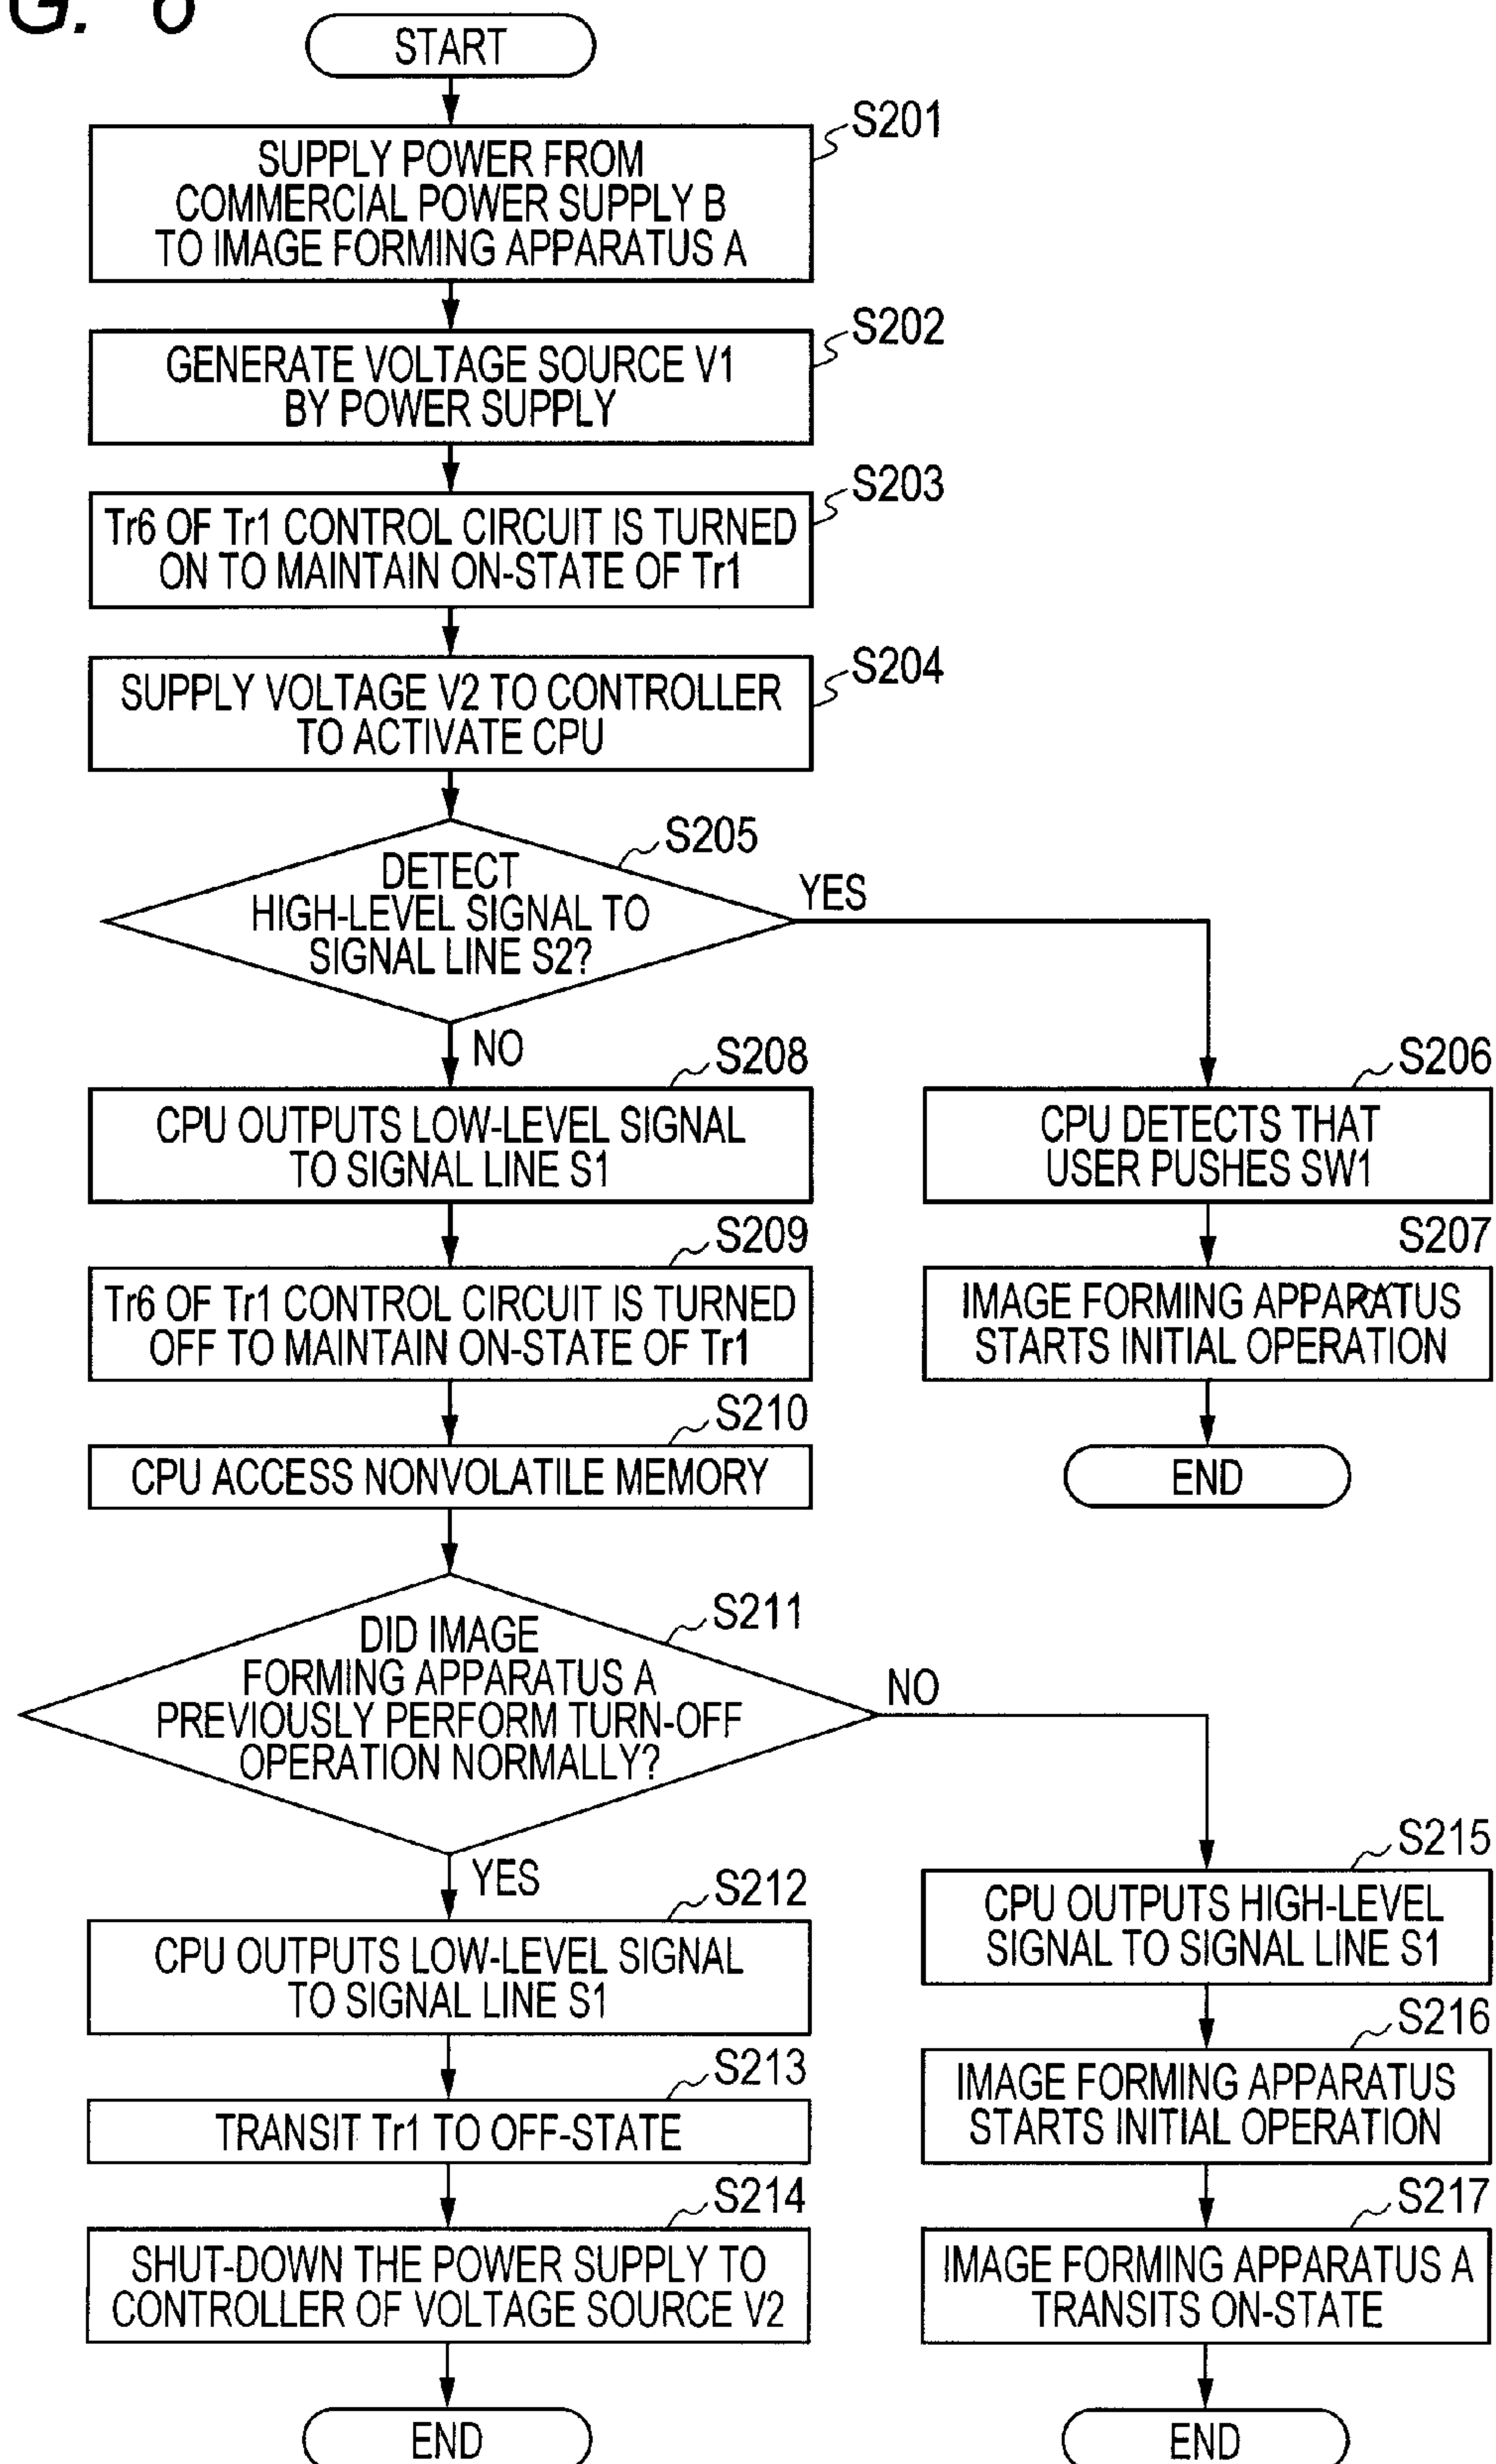 G. 6
START
S201
SUPPLY POWER FROM
COMMERCIAL POWER SUPPLY B
TO IMAGE FORMING APPARATUS A
S202
GENERATE VOLTAGE SOURCE V1
BY POWER SUPPLY
S203
Tr6 OF Tr1 CONTROL CIRCUIT IS TURNED
ON TO MAINTAIN ON-STATE OF Tr1
S204
SUPPLY VOLTAGE V2 TO CONTROLLER
TO ACTIVATE CPU
S205
DETECT
HIGH-LEVEL SIGNAL TO
SIGNAL LINE S2?
YES
NO
S206
CPU DETECTS THAT
USER PUSHES SW1
S207
IMAGE FORMING APPARATUS
STARTS INITIAL OPERATION
END
S208
CPU OUTPUTS LOW-LEVEL SIGNAL
TO SIGNAL LINE S1
S209
Tr6 OF Tr1 CONTROL CIRCUIT IS TURNED
OFF TO MAINTAIN ON-STATE OF Tr1
S210
CPU ACCESS NONVOLATILE MEMORY
S211
DID IMAGE
FORMING APPARATUS A
PREVIOUSLY PERFORM TURN-OFF
OPERATION NORMALLY?
NO
YES
S212
CPU OUTPUTS LOW-LEVEL SIGNAL
TO SIGNAL LINE S1
S213
TRANSIT Tr1 TO OFF-STATE
S214
SHUT-DOWN THE POWER SUPPLY TO
CONTROLLER OF VOLTAGE SOURCE V2
END
S215
CPU OUTPUTS HIGH-LEVEL
SIGNAL TO SIGNAL LINE S1
S216
IMAGE FORMING APPARATUS
STARTS INITIAL OPERATION
S217
IMAGE FORMING APPARATUS A
TRANSITS ON-STATE
END